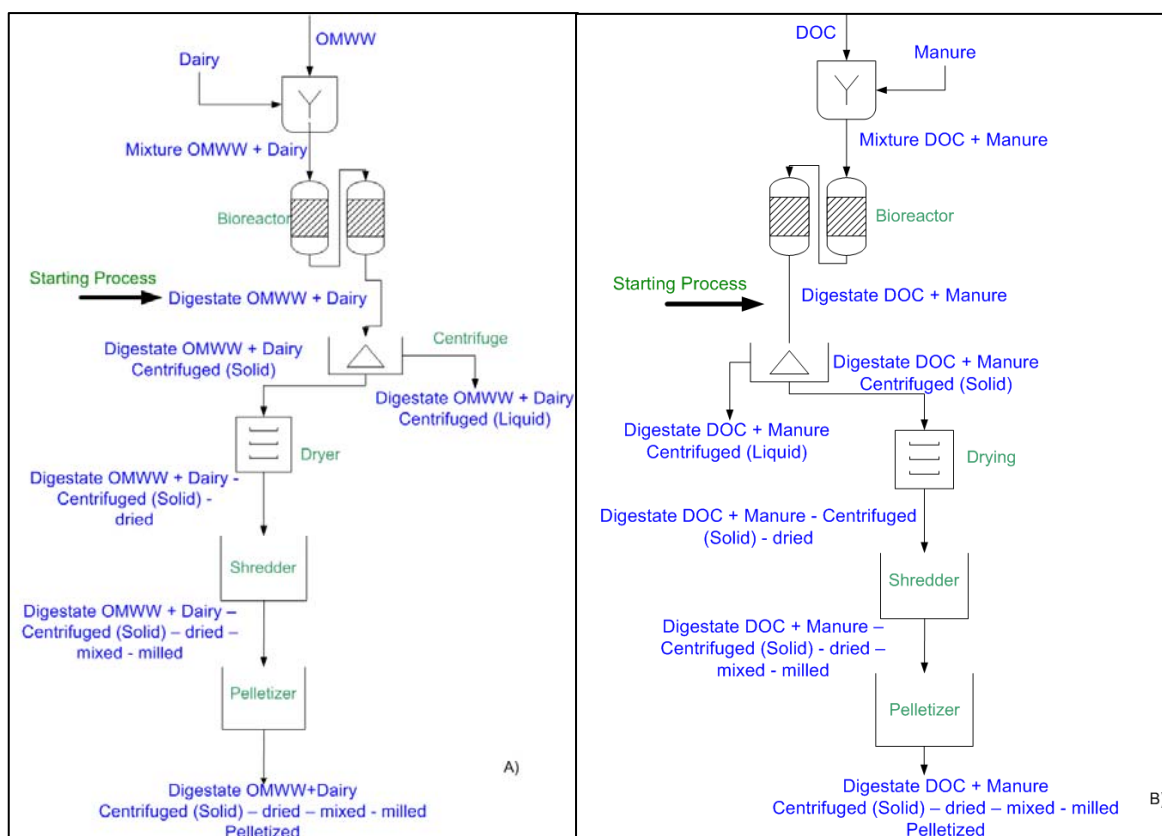 OMWW
Dairy
Mixture OMWW + Dairy
Bioreactor
Starting Process
Digestate OMWW + Dairy
Centrifuge
Digestate OMWW + Dairy
Centrifuged (Solid)
Digestate OMWW + Dairy
Centrifuged (Liquid)
Dryer
Digestate OMWW + Dairy -
Centrifuged (Solid) -
dried
Shredder
Digestate OMWW + Dairy –
Centrifuged (Solid) – dried –
mixed - milled
Pelletizer
A)
Digestate OMWW+Dairy
Centrifuged (Solid) – dried – mixed - milled
Pelletized
DOC
Manure
Mixture DOC + Manure
Bioreactor
Starting Process
Digestate DOC + Manure
Digestate DOC + Manure
Centrifuged (Solid)
Digestate DOC + Manure
Centrifuged (Liquid)
Drying
Digestate DOC + Manure - Centrifuged
(Solid) - dried
Shredder
Digestate DOC + Manure –
Centrifuged (Solid) - dried –
mixed - milled
Pelletizer
Digestate DOC + Manure
Centrifuged (Solid) – dried – mixed - milled
Pelletized
B)